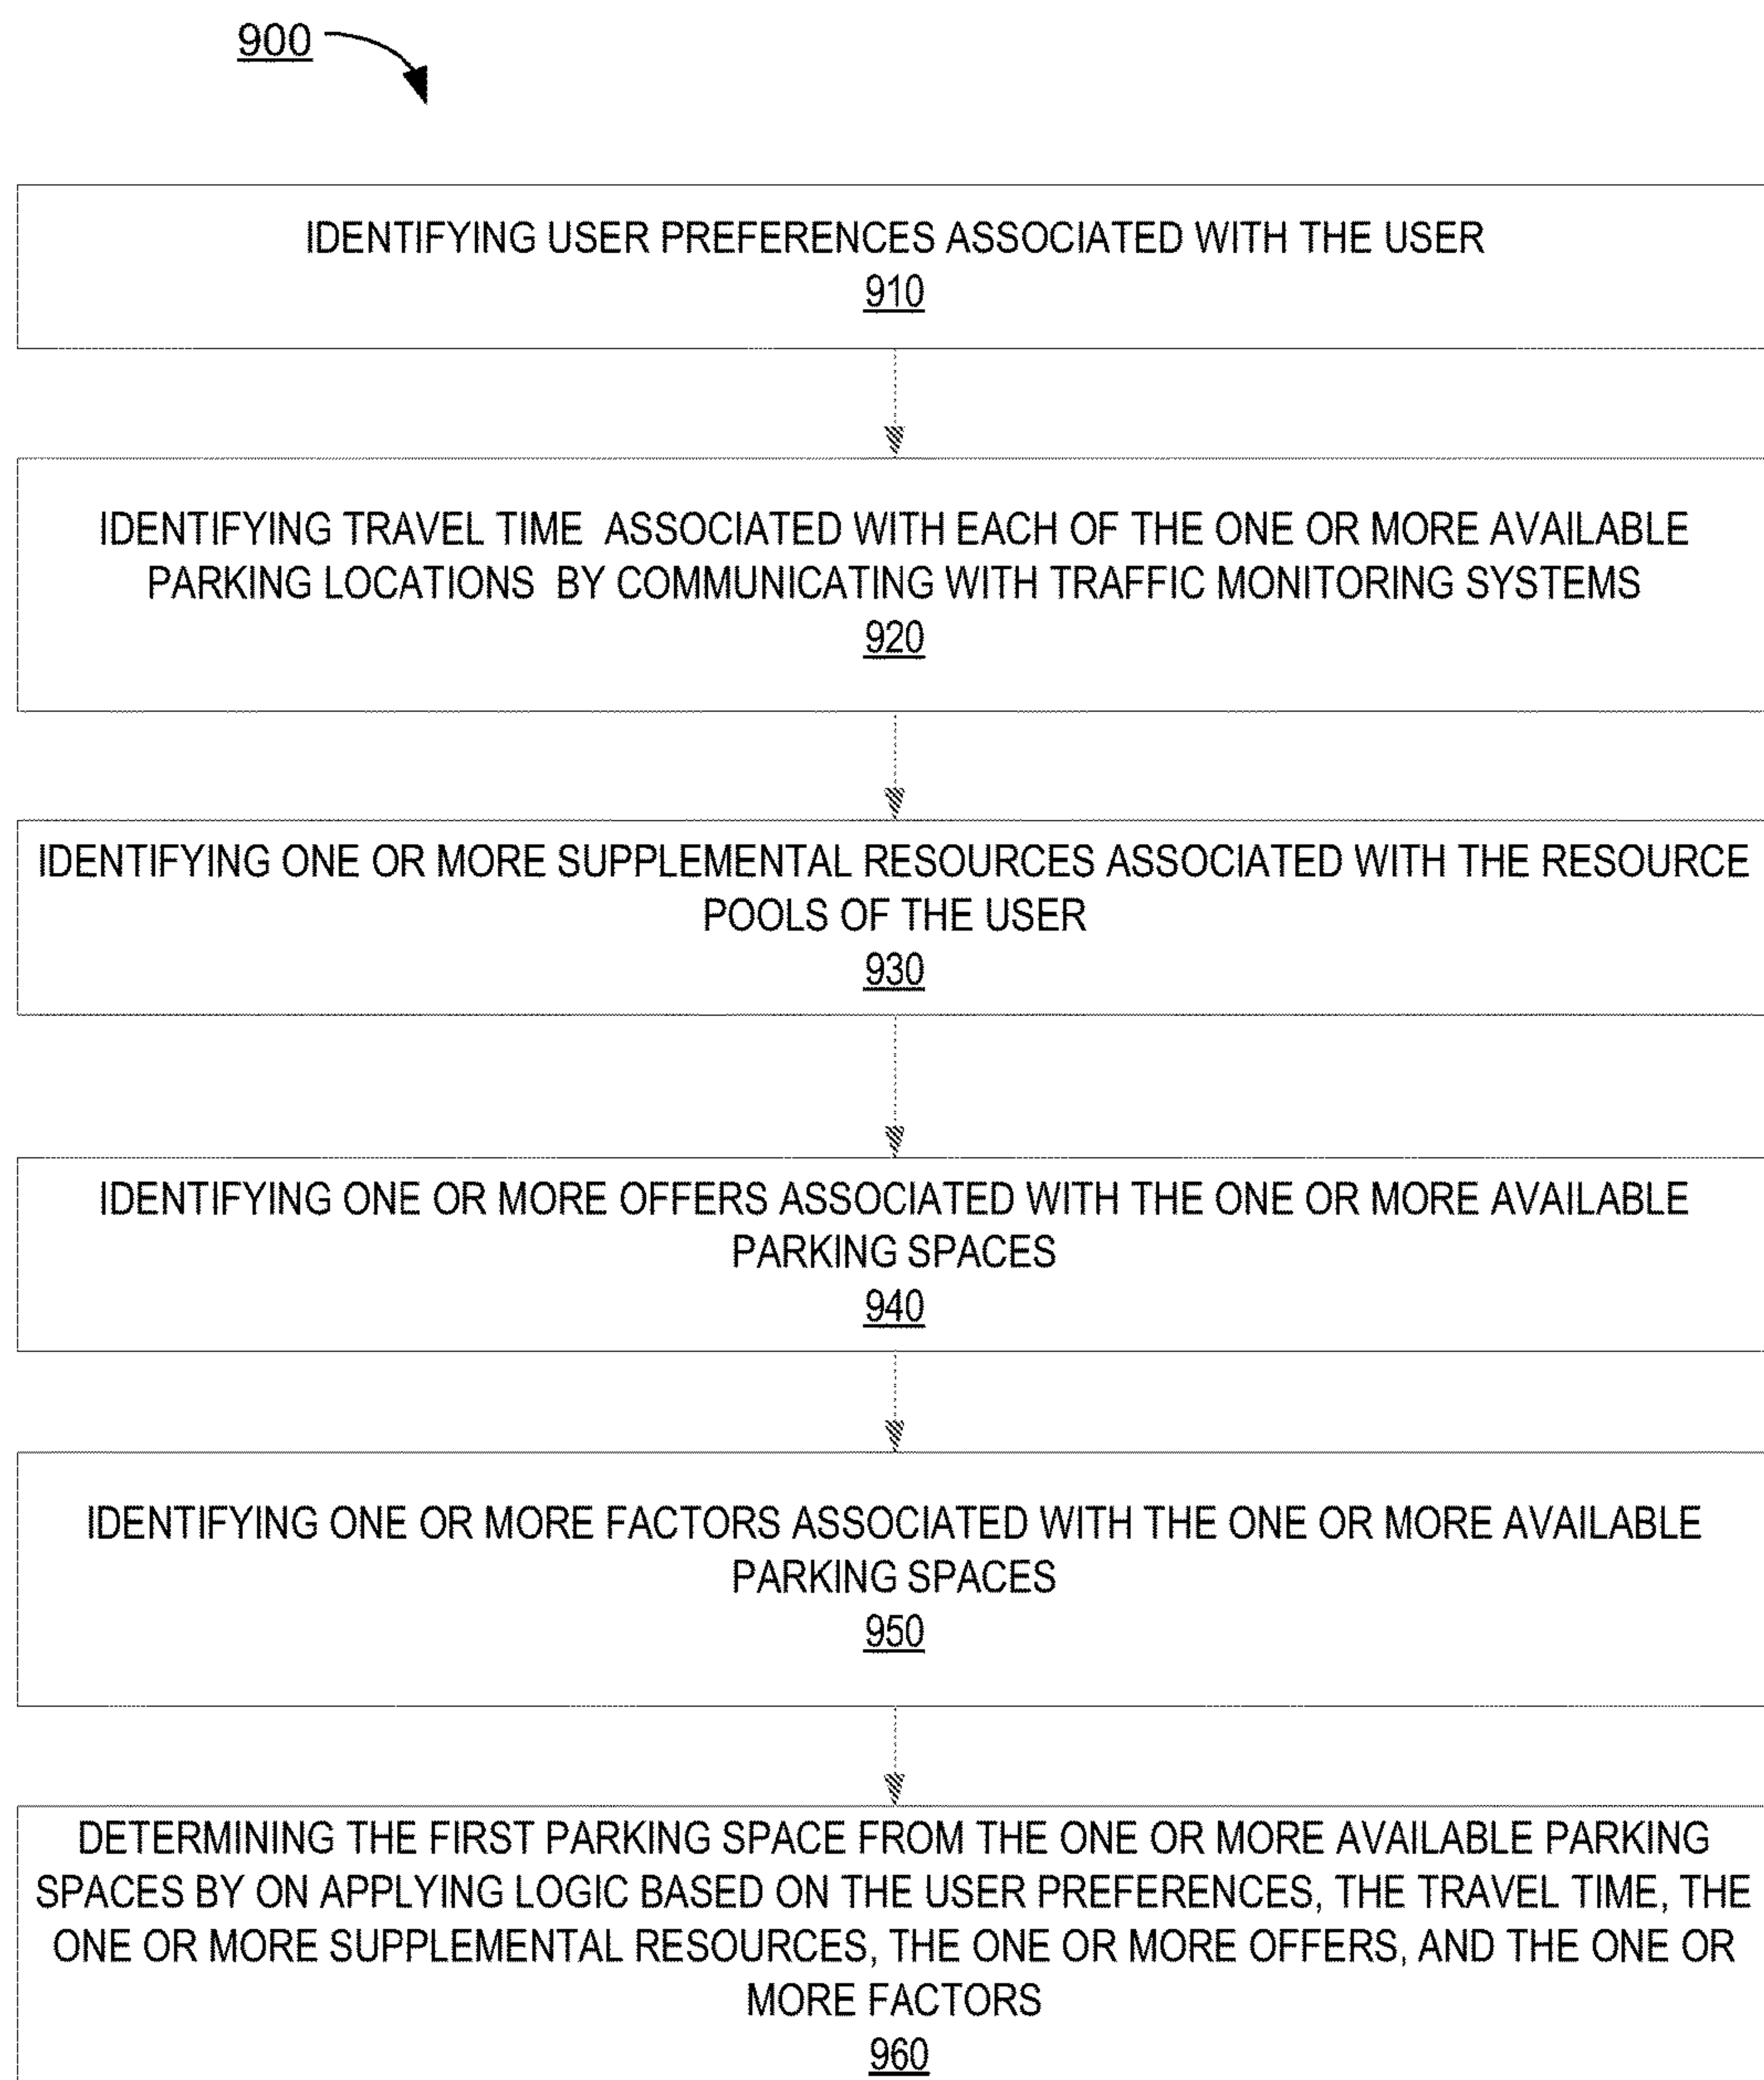 900
IDENTIFYING USER PREFERENCES ASSOCIATED WITH THE USER
910
IDENTIFYING TRAVEL TIME ASSOCIATED WITH EACH OF THE ONE OR MORE AVAILABLE
PARKING LOCATIONS BY COMMUNICATING WITH TRAFFIC MONITORING SYSTEMS
920
IDENTIFYING ONE OR MORE SUPPLEMENTAL RESOURCES ASSOCIATED WITH THE RESOURCE
POOLS OF THE USER
930
IDENTIFYING ONE OR MORE OFFERS ASSOCIATED WITH THE ONE OR MORE AVAILABLE
PARKING SPACES
940
IDENTIFYING ONE OR MORE FACTORS ASSOCIATED WITH THE ONE OR MORE AVAILABLE
PARKING SPACES
950
DETERMINING THE FIRST PARKING SPACE FROM THE ONE OR MORE AVAILABLE PARKING
SPACES BY ON APPLYING LOGIC BASED ON THE USER PREFERENCES, THE TRAVEL TIME, THE
ONE OR MORE SUPPLEMENTAL RESOURCES, THE ONE OR MORE OFFERS, AND THE ONE OR
MORE FACTORS
960